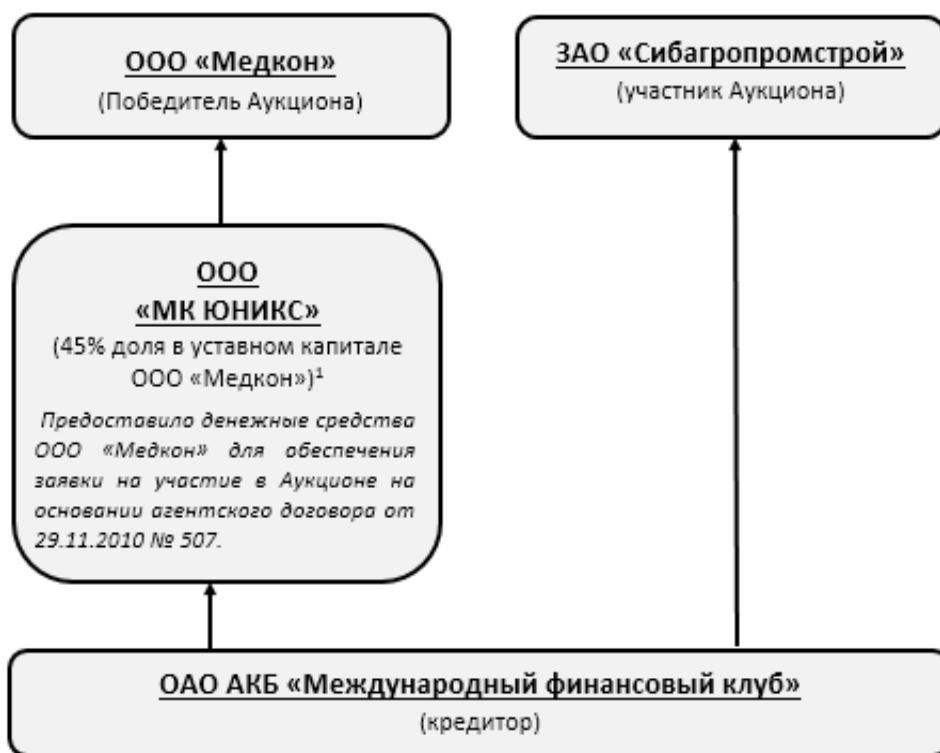 ООО «Медкон»
(Победитель Аукциона)
ЗАО «Сибагропромстрой»
(участник Аукциона)
ООО
«МК ЮНИКС»
(45% доля в уставном капитале
ООО «Медкон»)¹
Предоставило денежные средства
ООО «Медкон» для обеспечения
заявки на участие в Аукционе на
основании агентского договора от
29.11.2010 № 507.
ОАО АКБ «Международный финансовый клуб»
(кредитор)